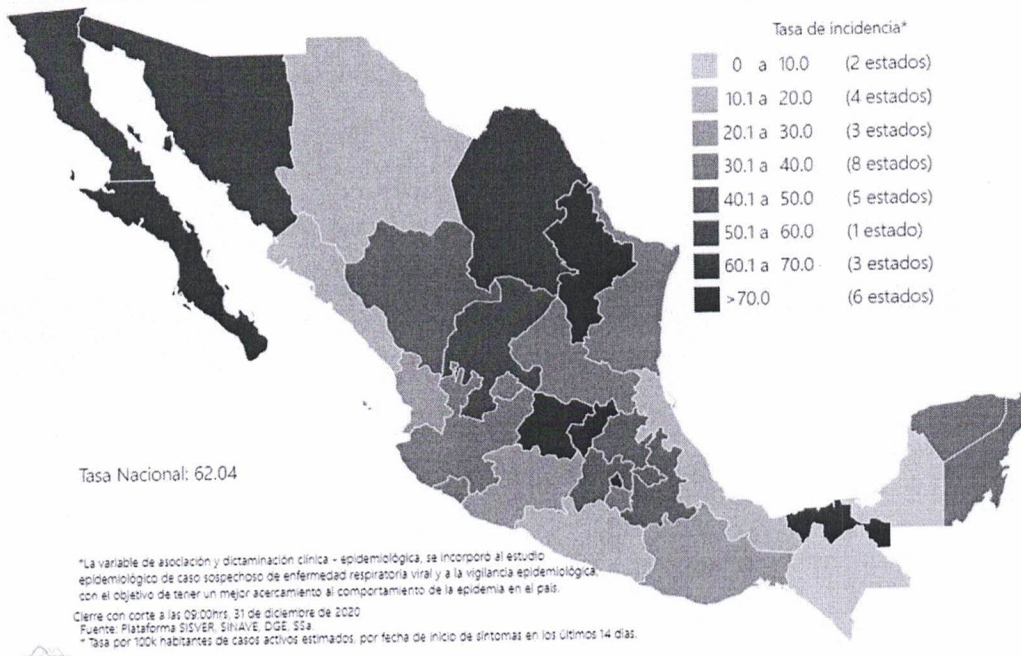 Tasa de incidencia*
0 a 10.0 (2 estados)
10.1 a 20.0 (4 estados)
20.1 a 30.0 (3 estados)
30.1 a 40.0 (8 estados)
40.1 a 50.0 (5 estados)
50.1 a 60.0 (1 estado)
60.1 a 70.0 (3 estados)
>70.0 (6 estados)
Tasa Nacional: 62.04
*La variable de asociación y dictaminación clínica - epidemiológica, se incorporó al estudio
epidemiológico de caso sospechoso de enfermedad respiratoria viral y a la vigilancia epidemiológica,
con el objetivo de tener un mejor acercamiento al comportamiento de la epidemia en el país.
Cierre con corte a las 09:00hrs, 31 de diciembre de 2020
Fuente: Plataforma SISVER, SINAVE, DGE, SSa.
* Tasa por 100k habitantes de casos activos estimados, por fecha de inicio de síntomas en los últimos 14 días.